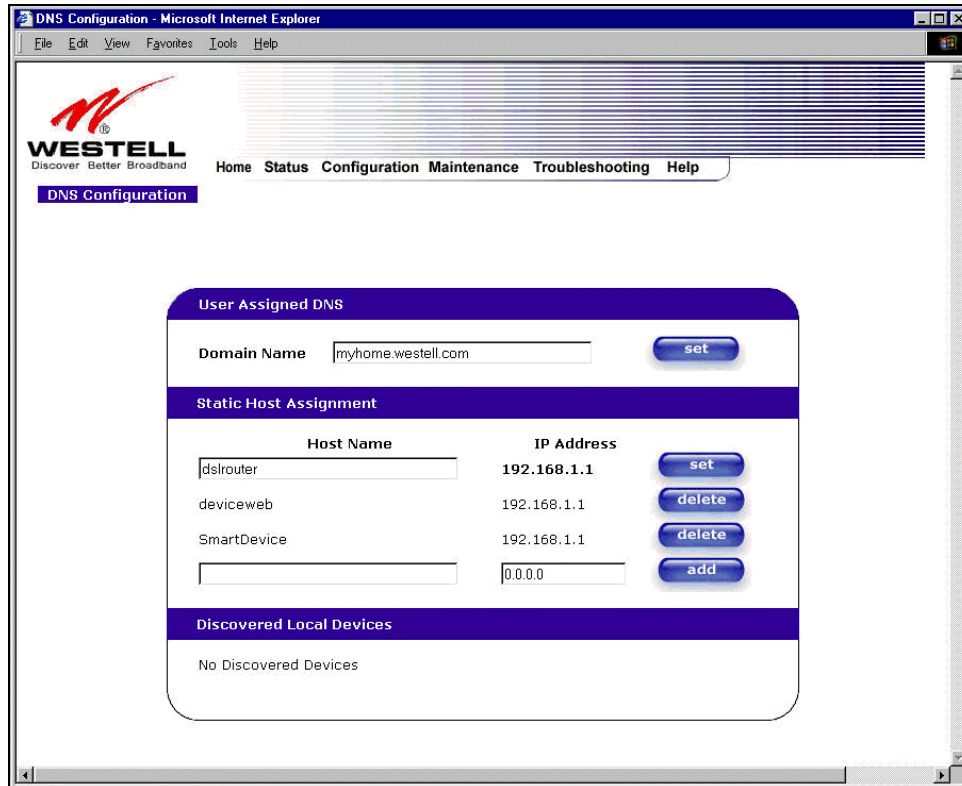 DNS Configuration - Microsoft Internet Explorer
File Edit View Favorites Tools Help
WESTELL
®
Discover Better Broadband
Home Status Configuration Maintenance Troubleshooting Help
DNS Configuration
User Assigned DNS
Domain Name myhome.westell.com set
Static Host Assignment
Host Name IP Address
dslrouter 192.168.1.1 set
deviceweb 192.168.1.1 delete
SmartDevice 192.168.1.1 delete
0.0.0.0 add
Discovered Local Devices
No Discovered Devices